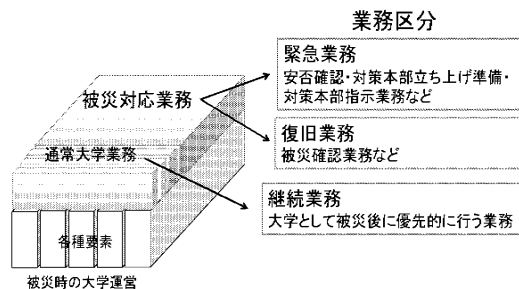 業務区分
緊急業務
安否確認・対策本部立ち上げ準備・
対策本部指示業務など
復旧業務
被災確認業務など
継続業務
大学として被災後に優先的に行う業務
被災対応業務
通常大学業務
各種要素
被災時の大学運営